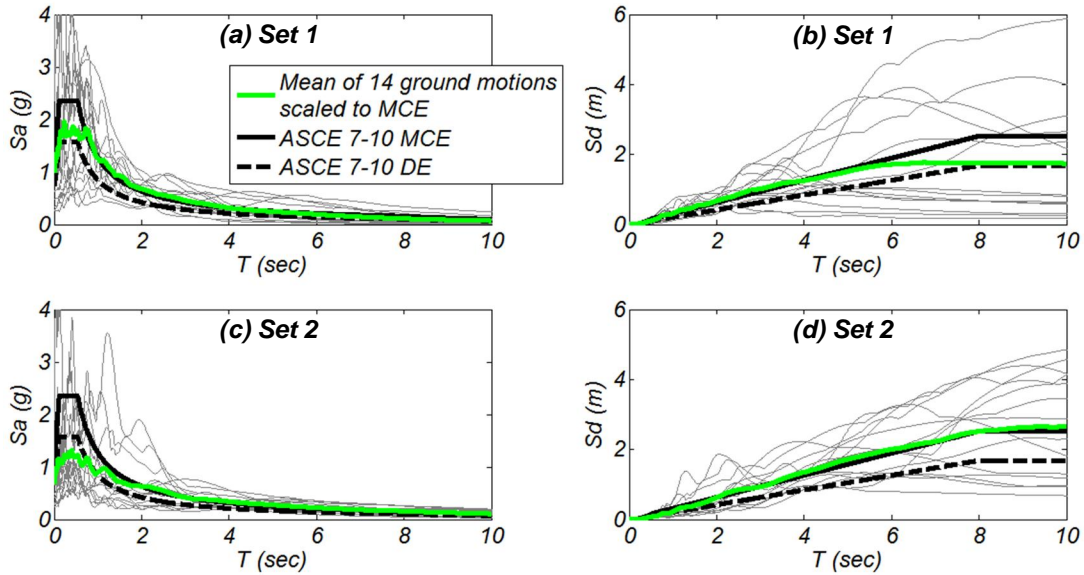 (a) Set 1
4
3
2
1
0
Sa (g)
0 2 4 6 8 10
T (sec)
Mean of 14 ground motions
scaled to MCE
ASCE 7-10 MCE
ASCE 7-10 DE
(b) Set 1
6
4
2
0
Sd (m)
0 2 4 6 8 10
T (sec)
(c) Set 2
4
3
2
1
0
Sa (g)
0 2 4 6 8 10
T (sec)
(d) Set 2
6
4
2
0
Sd (m)
0 2 4 6 8 10
T (sec)